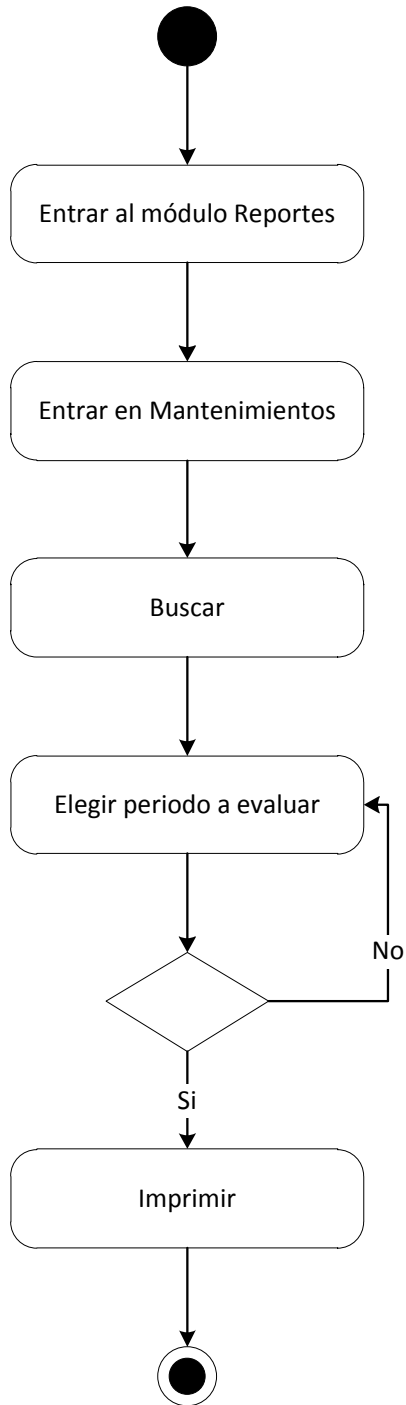 Entrar al módulo Reportes
Entrar en Mantenimientos
Buscar
Elegir periodo a evaluar
No
Si
Imprimir